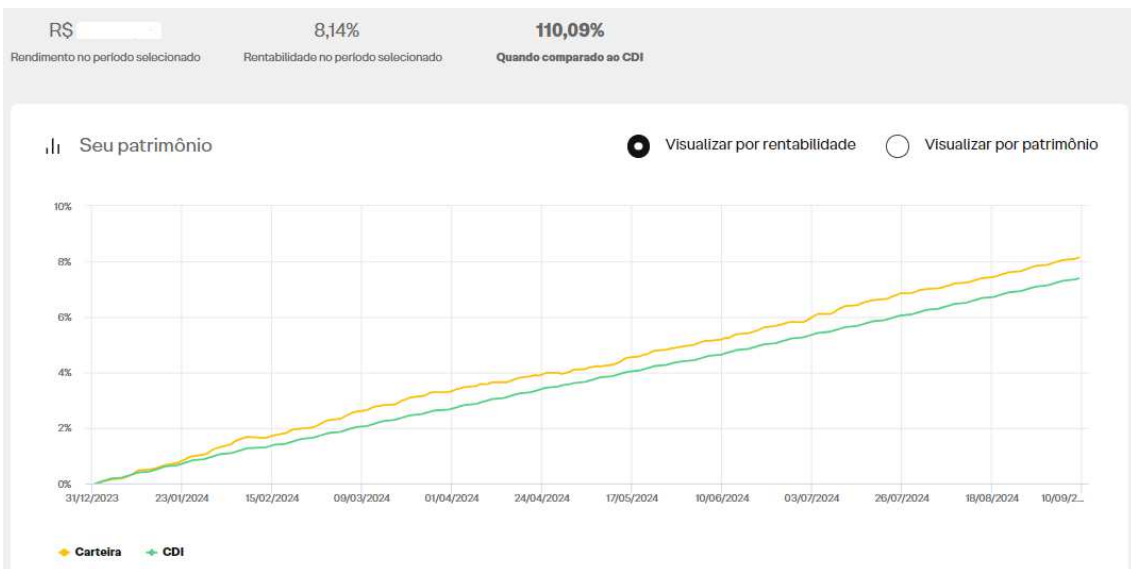 R$ 8,14% 110,09%
Rendimento no período selecionado Rentabilidade no período selecionado Quando comparado ao CDI
Seu patrimônio Visualizar por rentabilidade Visualizar por patrimônio
10%
8%
6%
4%
2%
0%
31/12/2023 23/01/2024 15/02/2024 09/03/2024 01/04/2024 24/04/2024 17/05/2024 10/06/2024 03/07/2024 26/07/2024 18/08/2024 10/09/2...
Carteira CDI